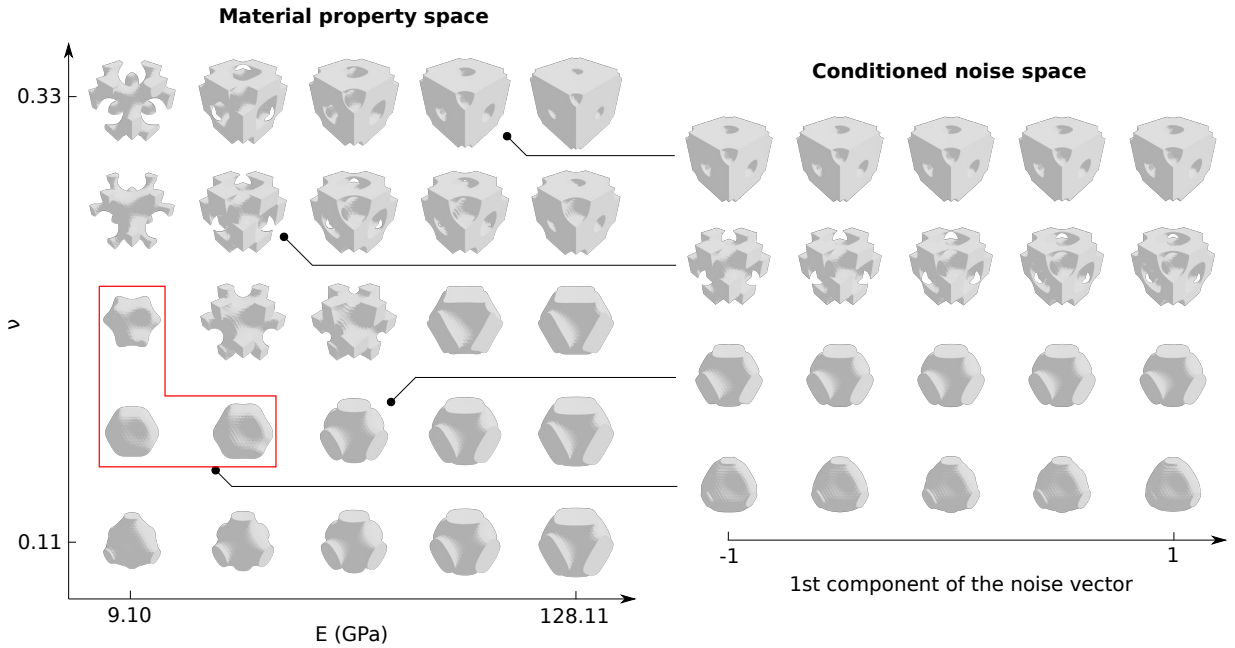 Material property space
Conditioned noise space
0.33
ν
0.11
9.10
128.11
E (GPa)
-1
1
1st component of the noise vector